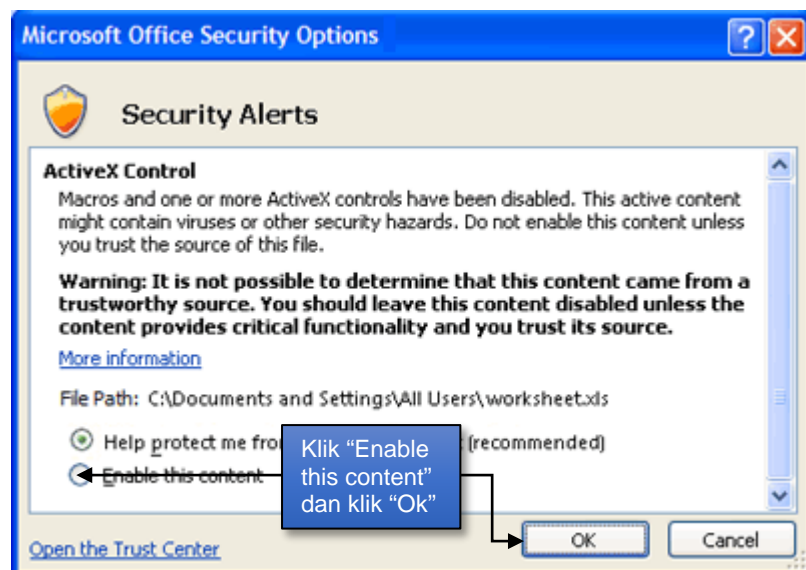 Microsoft Office Security Options
Security Alerts
ActiveX Control
Macros and one or more ActiveX controls have been disabled. This active content
might contain viruses or other security hazards. Do not enable this content unless
you trust the source of this file.
Warning: It is not possible to determine that this content came from a
trustworthy source. You should leave this content disabled unless the
content provides critical functionality and you trust its source.
More information
File Path: C:\Documents and Settings\All Users\worksheet.xls
Help protect me fro (recommended)
Enable this content
Klik “Enable
this content”
dan klik “Ok”
Open the Trust Center
OK
Cancel